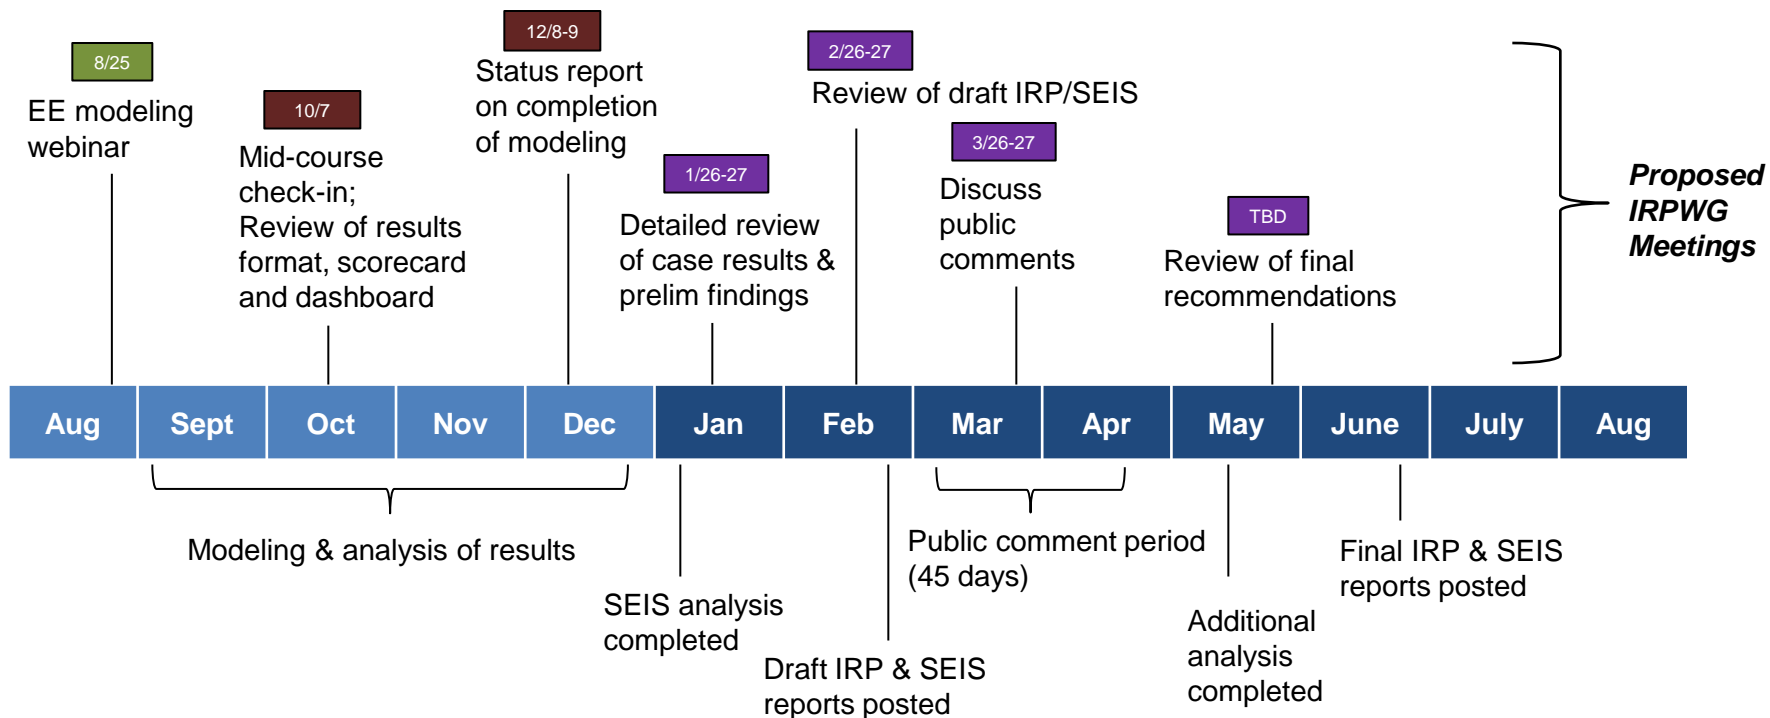 8/25
EE modeling
webinar
10/7
Mid-course
check-in;
Review of results
format, scorecard
and dashboard
12/8-9
Status report
on completion
of modeling
1/26-27
Detailed review
of case results &
prelim findings
2/26-27
Review of draft IRP/SEIS
3/26-27
Discuss
public
comments
TBD
Review of final
recommendations
Proposed
IRPWG
Meetings
Aug Sept Oct Nov Dec Jan Feb Mar Apr May June July Aug
Modeling & analysis of results
SEIS analysis
completed
Draft IRP & SEIS
reports posted
Public comment period
(45 days)
Additional
analysis
completed
Final IRP & SEIS
reports posted